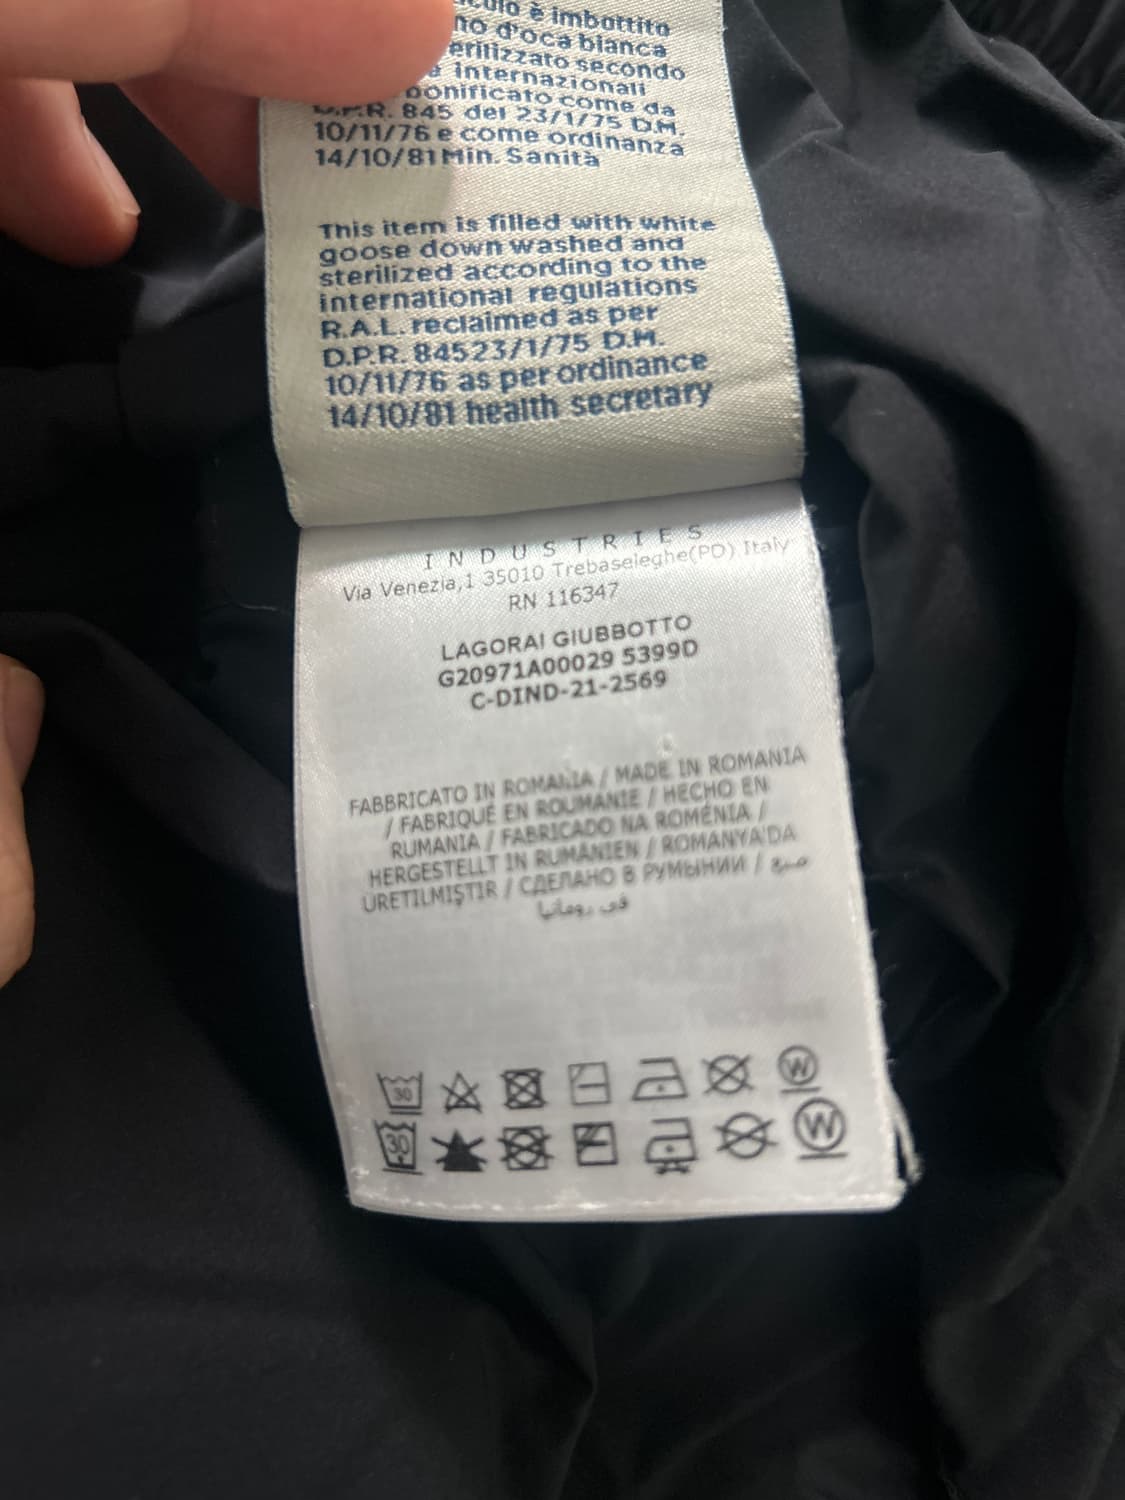 è imbottito
d'oca bianca
secondo
internazionali
bonificato come da
D.P.R. 845 del 23/1/75 D.M.
10/11/76 e come ordinanza
14/10/81 Min. Sanità
This item is filled with white
goose down washed and
sterilized according to the
international regulations
R.A.L. reclaimed as per
D.P.R. 84523/1/75 D.M.
10/11/76 as per ordinance
14/10/81 health secretary
INDUSTRIES
Via Venezia,1 35010 Trebaseleghe(PD) Italy
RN 116347
LAGORAI GIUBBOTTO
G20971A00029 5399D
C-DIND-21-2569
FABBRICATO IN ROMANIA / MADE IN ROMANIA
/ FABRIQUÉ EN ROUMANIE / HECHO EN
RUMANIA / FABRICADO NA ROMÉNIA /
HERGESTELLT IN RUMÄNIEN / ROMANYA'DA
ÜRETILMIŞTIR / СДЕЛАНО В РУМЫНИИ / صنع
في رومانيا
30 W
30 W